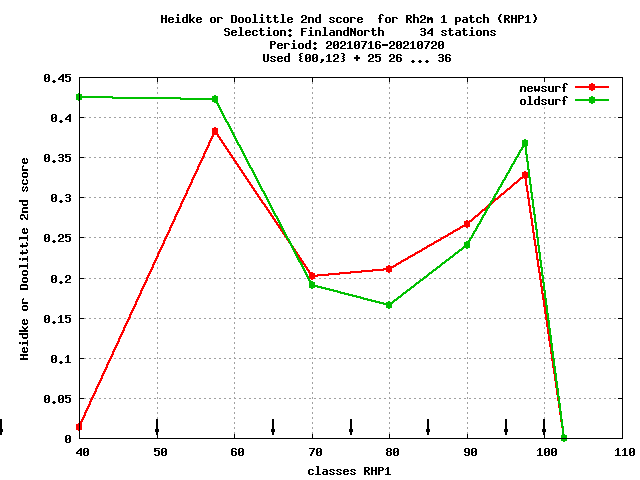 Heidke or Doolittle 2nd score  for Rh2m 1 patch (RHP1)
Selection: FinlandNorth     34 stations
Period: 20210716-20210720
Used {00,12} + 25 26 ... 36
newsurf
oldsurf
0.45
0.4
0.35
0.3
0.25
0.2
0.15
0.1
0.05
0
Heidke or Doolittle 2nd score
40 50 60 70 80 90 100 110
classes RHP1